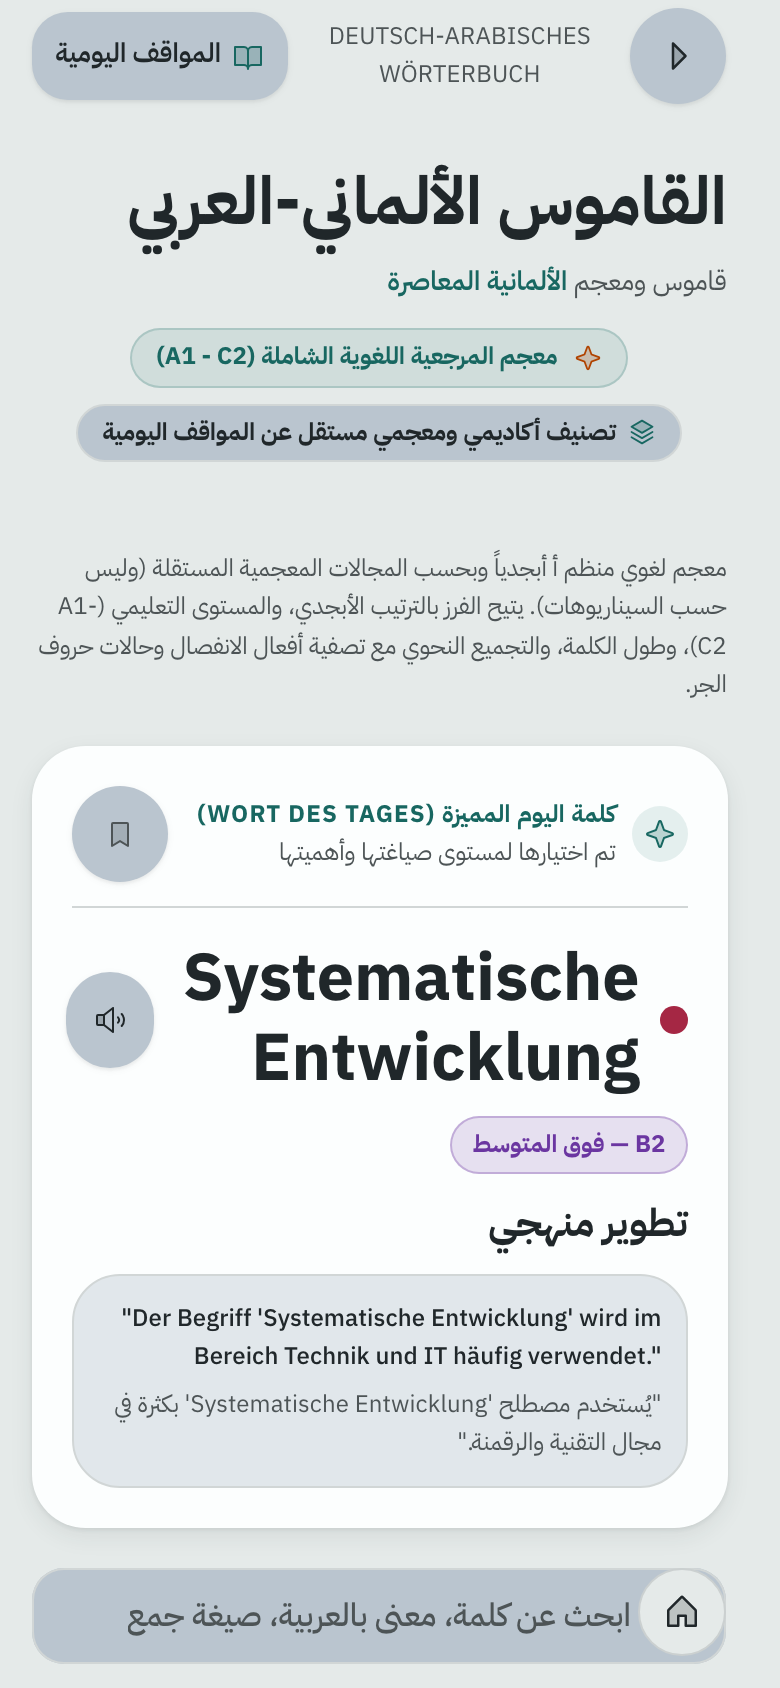 المواقف اليومية
DEUTSCH-ARABISCHES
WÖRTERBUCH
القاموس الألماني-العربي
قاموس ومعجم الألمانية المعاصرة
معجم المرجعية اللغوية الشاملة (A1 - C2)
تصنيف أكاديمي ومعجمي مستقل عن المواقف اليومية
معجم لغوي منظم أ أبجدياً وبحسب المجالات المعجمية المستقلة (وليس
حسب السيناريوهات). يتيح الفرز بالترتيب الأبجدي، والمستوى التعليمي (A1-
C2)، وطول الكلمة، والتجميع النحوي مع تصفية أفعال الانفصال وحالات حروف
الجر.
كلمة اليوم المميزة (WORT DES TAGES)
تم اختيارها لمستوى صياغتها وأهميتها
Systematische
Entwicklung
B2 — فوق المتوسط
تطوير منهجي
"Der Begriff 'Systematische Entwicklung' wird im
Bereich Technik und IT häufig verwendet."
"يُستخدم مصطلح 'Systematische Entwicklung' بكثرة في
مجال التقنية والرقمنة."
ابحث عن كلمة، معنى بالعربية، صيغة جمع